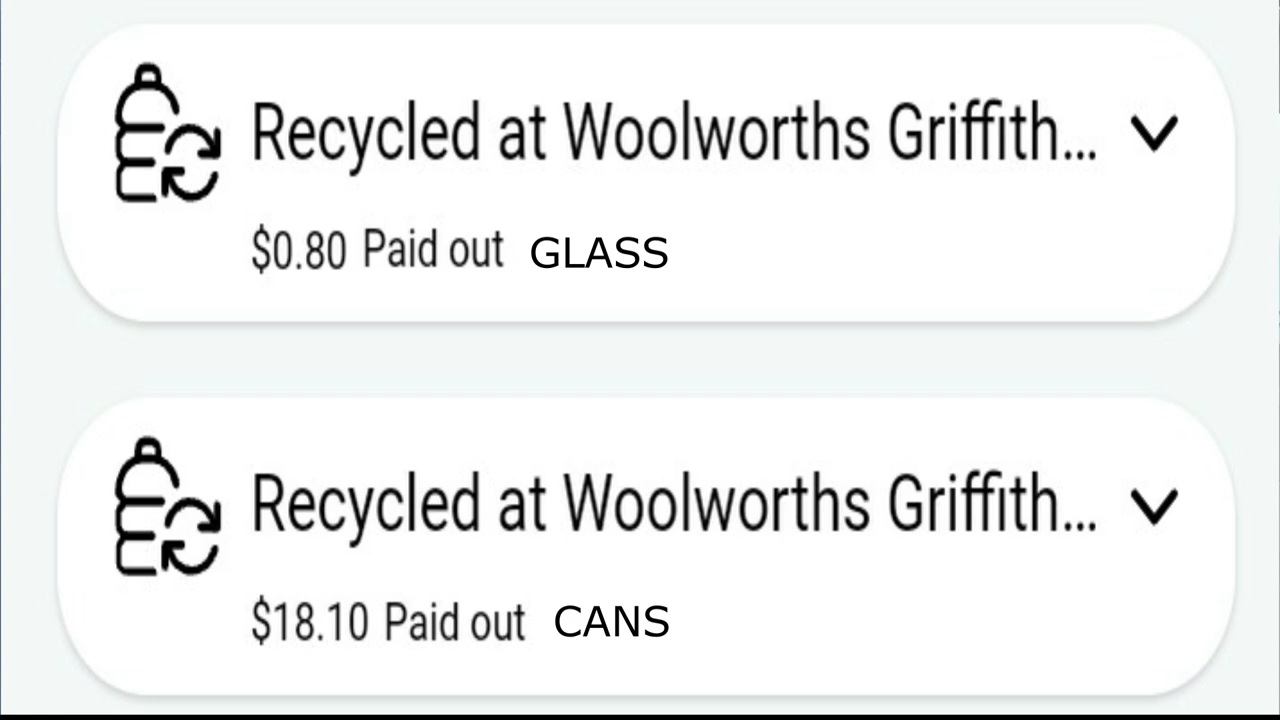 Recycled at Woolworths Griffith...
$0.80 Paid out GLASS
Recycled at Woolworths Griffith...
$18.10 Paid out CANS